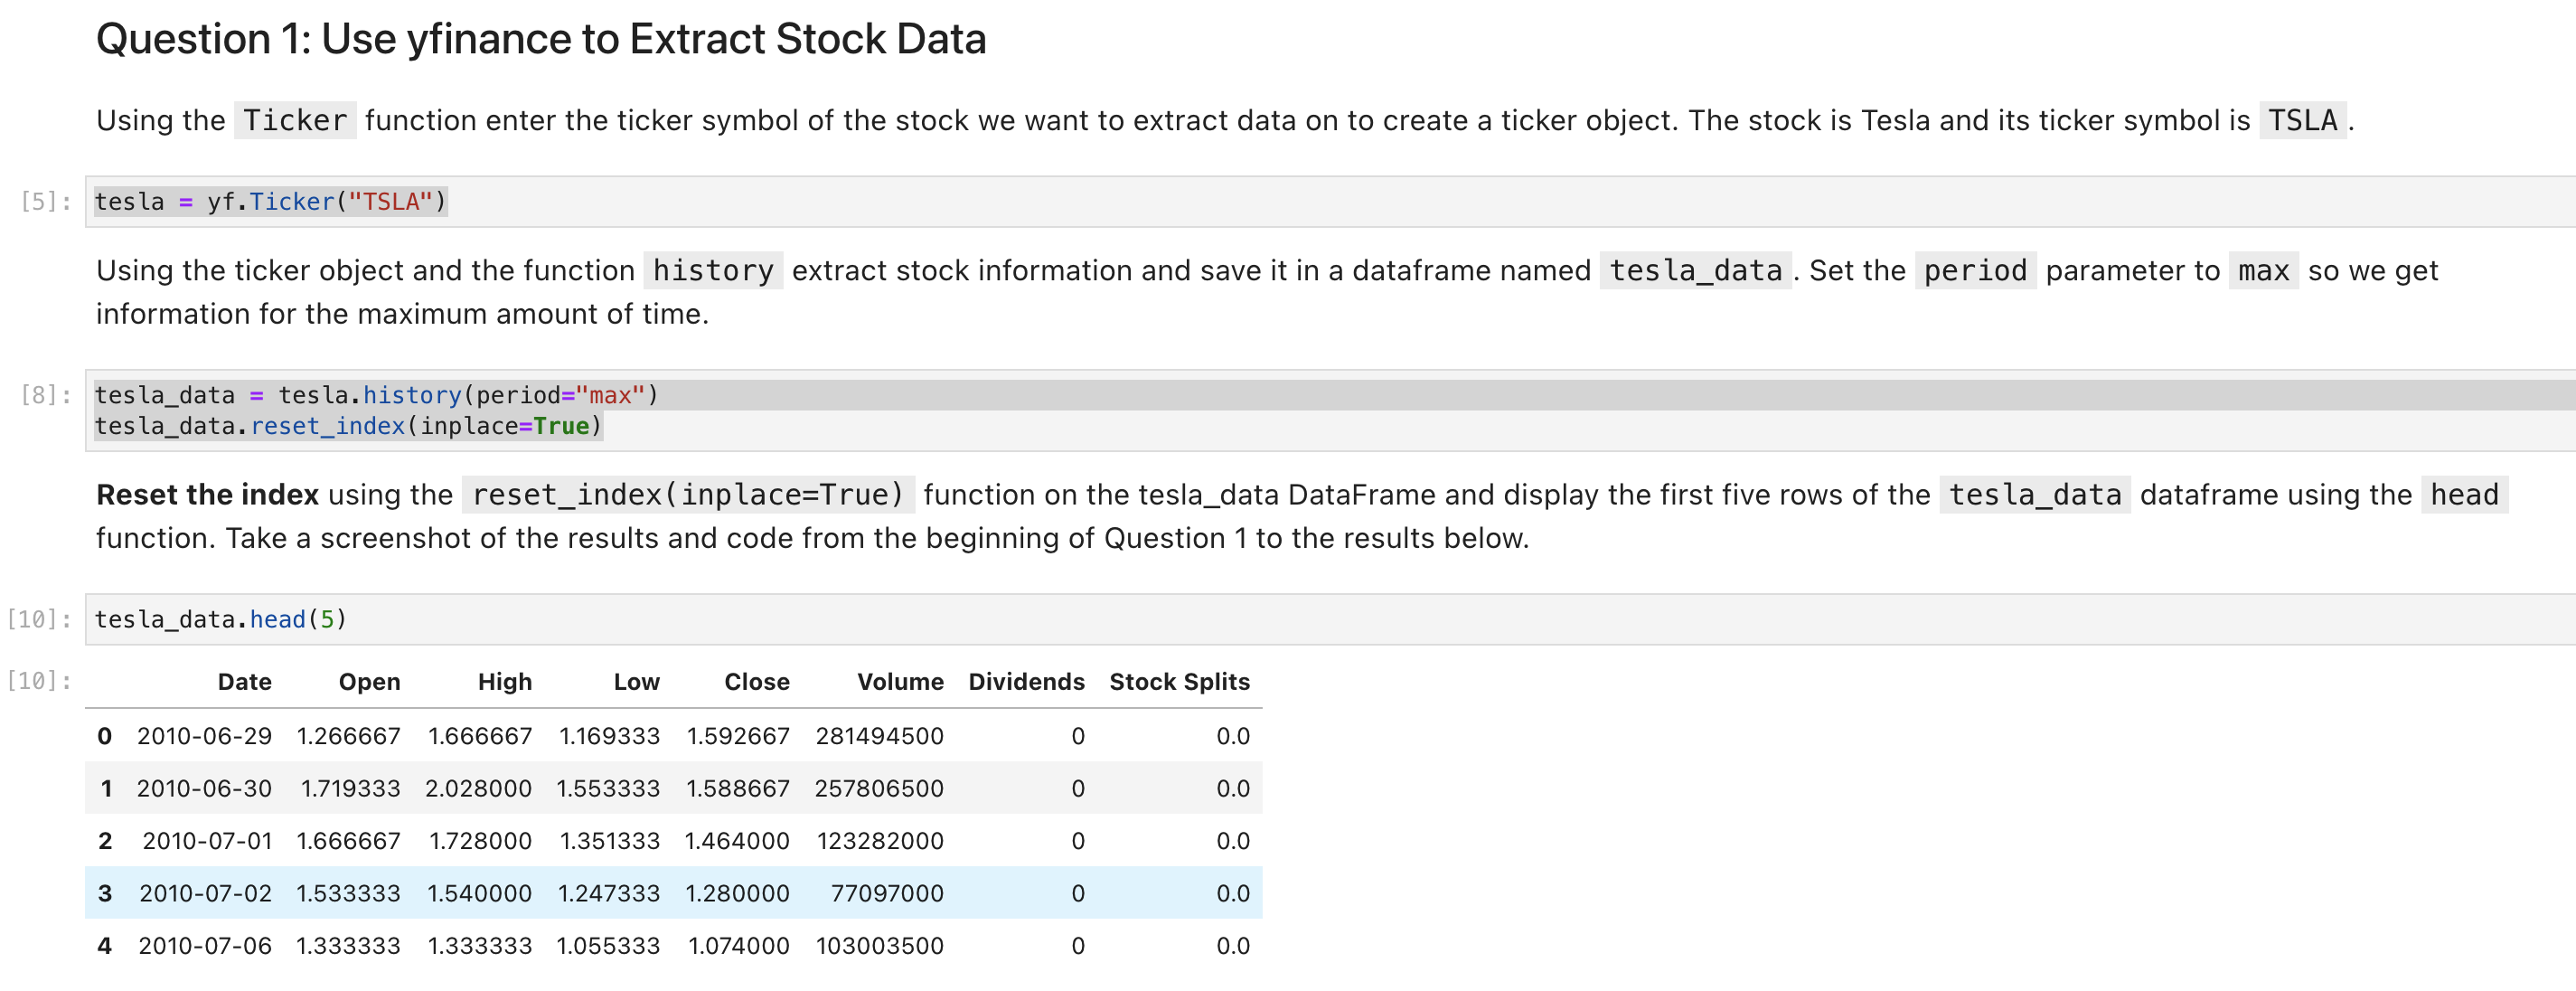 Question 1: Use yfinance to Extract Stock Data
Using the Ticker function enter the ticker symbol of the stock we want to extract data on to create a ticker object. The stock is Tesla and its ticker symbol is TSLA.
[5]: tesla = yf.Ticker("TSLA")
Using the ticker object and the function history extract stock information and save it in a dataframe named tesla_data. Set the period parameter to max so we get
information for the maximum amount of time.
[8]: tesla_data = tesla.history(period="max")
tesla_data.reset_index(inplace=True)
Reset the index using the reset_index(inplace=True) function on the tesla_data DataFrame and display the first five rows of the tesla_data dataframe using the head
function. Take a screenshot of the results and code from the beginning of Question 1 to the results below.
[10]: tesla_data.head(5)
[10]: Date Open High Low Close Volume Dividends Stock Splits
0 2010-06-29 1.266667 1.666667 1.169333 1.592667 281494500 0 0.0
1 2010-06-30 1.719333 2.028000 1.553333 1.588667 257806500 0 0.0
2 2010-07-01 1.666667 1.728000 1.351333 1.464000 123282000 0 0.0
3 2010-07-02 1.533333 1.540000 1.247333 1.280000 77097000 0 0.0
4 2010-07-06 1.333333 1.333333 1.055333 1.074000 103003500 0 0.0